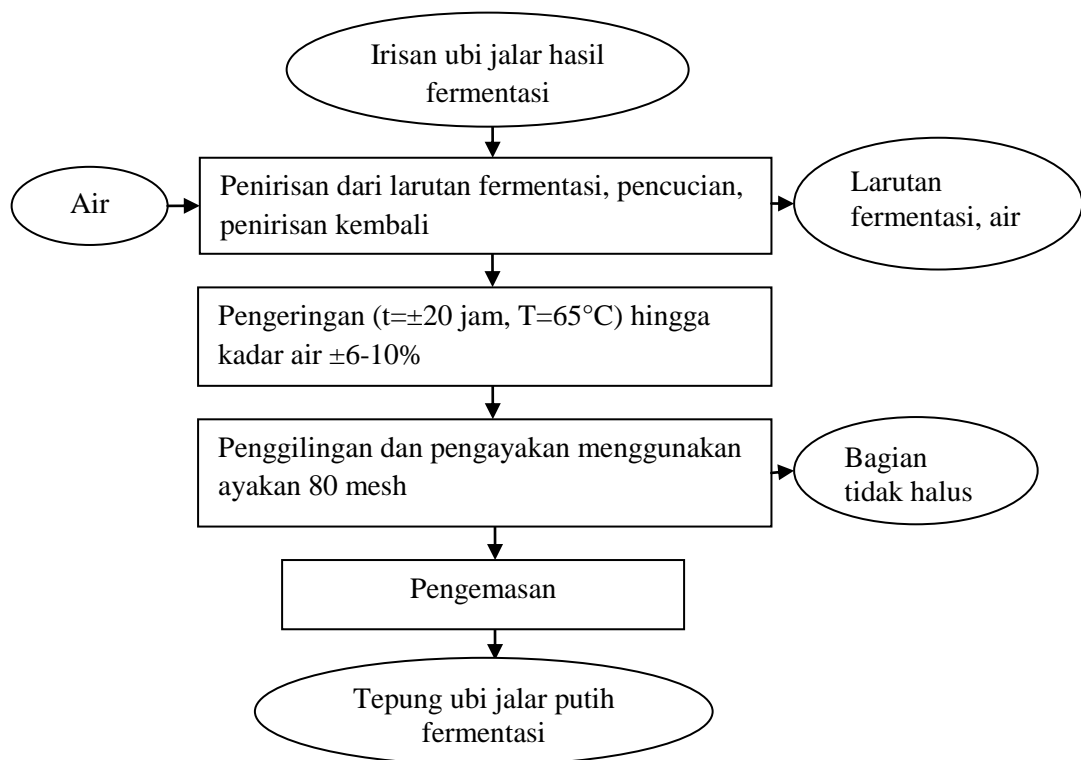 Irisan ubi jalar hasil
fermentasi
Air
Penirisan dari larutan fermentasi, pencucian,
penirisan kembali
Larutan
fermentasi, air
Pengeringan (t=±20 jam, T=65°C) hingga
kadar air ±6-10%
Penggilingan dan pengayakan menggunakan
ayakan 80 mesh
Bagian
tidak halus
Pengemasan
Tepung ubi jalar putih
fermentasi